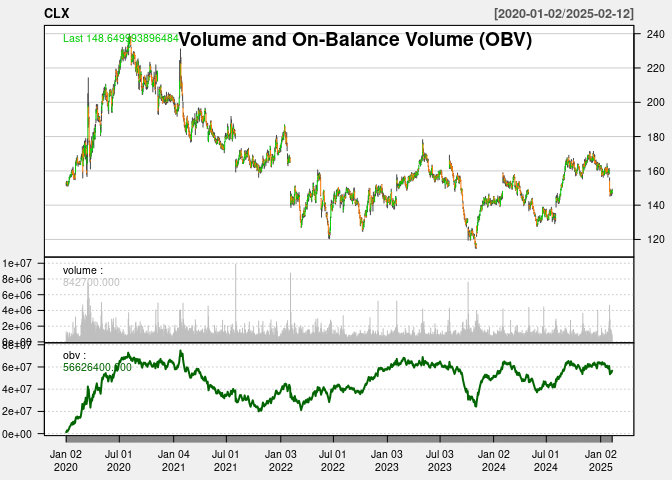 CLX [2020-01-02/2025-02-12]
Volume and On-Balance Volume (OBV)
Last 148.649993896484
240
220
200
180
160
140
120
volume :
842700.000
1e+07
8e+06
6e+06
4e+06
2e+06
0e+00
obv :
56626400.000
8e+07
6e+07
4e+07
2e+07
0e+00
Jan 02 2020
Jul 01 2020
Jan 04 2021
Jul 01 2021
Jan 03 2022
Jul 01 2022
Jan 03 2023
Jul 03 2023
Jan 02 2024
Jul 01 2024
Jan 02 2025